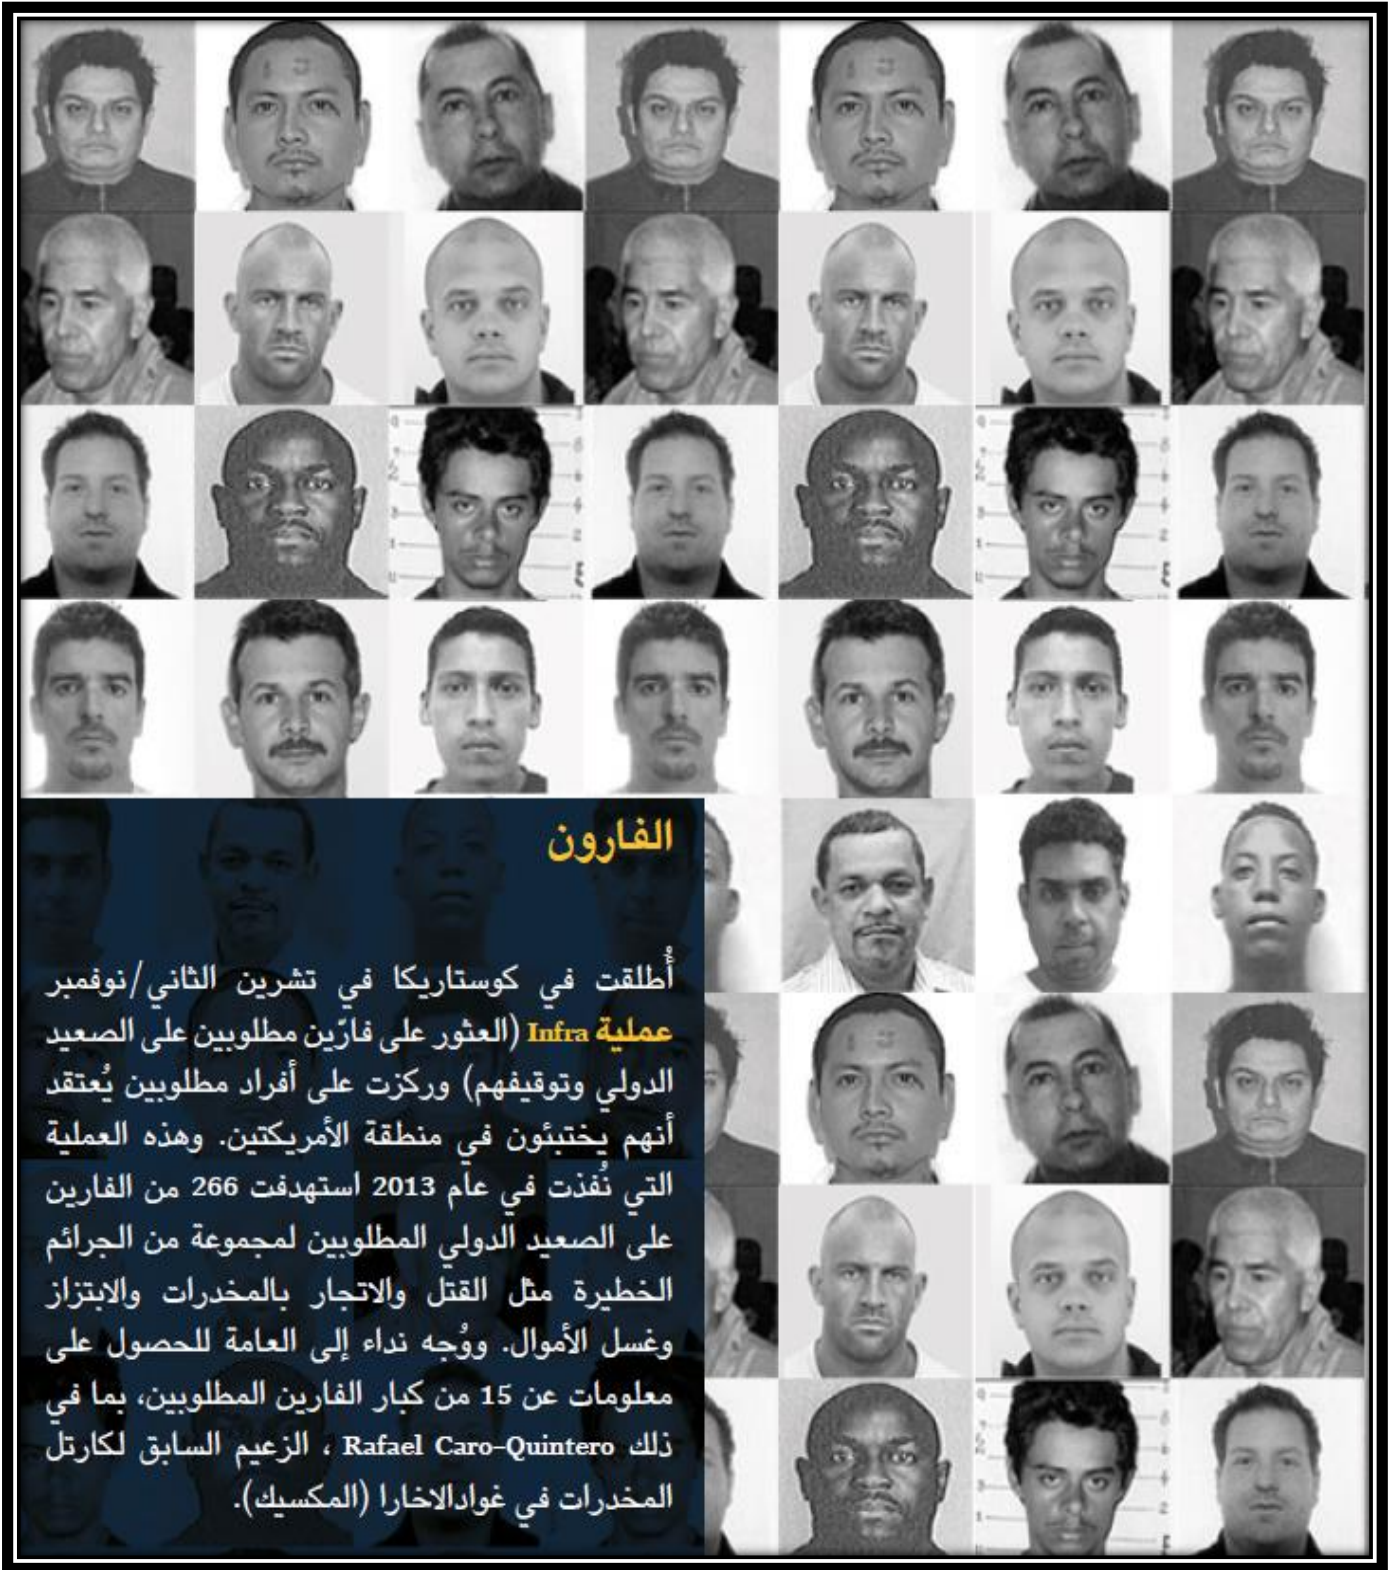 الفارون
أُطلقت في كوستاريكا في تشرين الثاني/نوفمبر
عملية Infra (العثور على فارّين مطلوبين على الصعيد
الدولي وتوقيفهم) وركزت على أفراد مطلوبين يُعتقد
أنهم يختبئون في منطقة الأمريكتين. وهذه العملية
التي نُفذت في عام 2013 استهدفت 266 من الفارين
على الصعيد الدولي المطلوبين لمجموعة من الجرائم
الخطيرة مثل القتل والاتجار بالمخدرات والابتزاز
وغسل الأموال. ووُجه نداء إلى العامة للحصول على
معلومات عن 15 من كبار الفارين المطلوبين، بما في
ذلك Rafael Caro-Quintero ، الزعيم السابق لكارتل
المخدرات في غوادالاخارا (المكسيك).